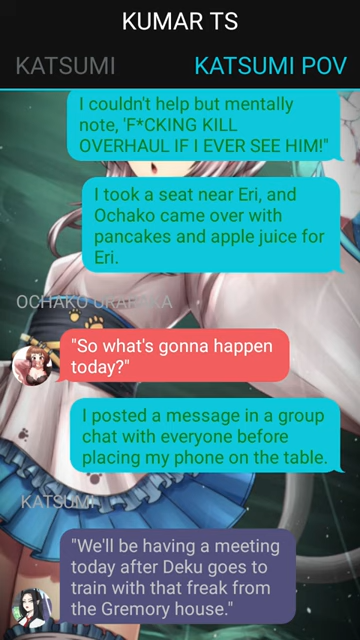 KUMAR TS
KATSUMI
KATSUMI POV
I couldn't help but mentally
note, 'F*CKING KILL
OVERHAUL IF I EVER SEE HIM!"
I took a seat near Eri, and
Ochako came over with
pancakes and apple juice for
Eri.
OCHAKO URARAKA
"So what's gonna happen
today?"
I posted a message in a group
chat with everyone before
placing my phone on the table.
KATSUMI
"We'll be having a meeting
today after Deku goes to
train with that freak from
the Gremory house."